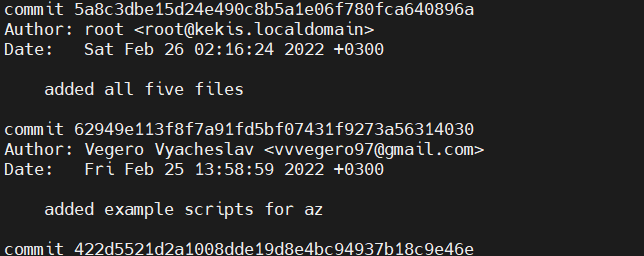 commit 5a8c3dbe15d24e490c8b5a1e06f780fca640896a
Author: root <root@kekis.localdomain>
Date:   Sat Feb 26 02:16:24 2022 +0300
added all five files
commit 62949e113f8f7a91fd5bf07431f9273a56314030
Author: Vegero Vyacheslav <vvvegero97@gmail.com>
Date:   Fri Feb 25 13:58:59 2022 +0300
added example scripts for az
commit 422d5521d2a1008dde19d8e4bc94937b18c9e46e